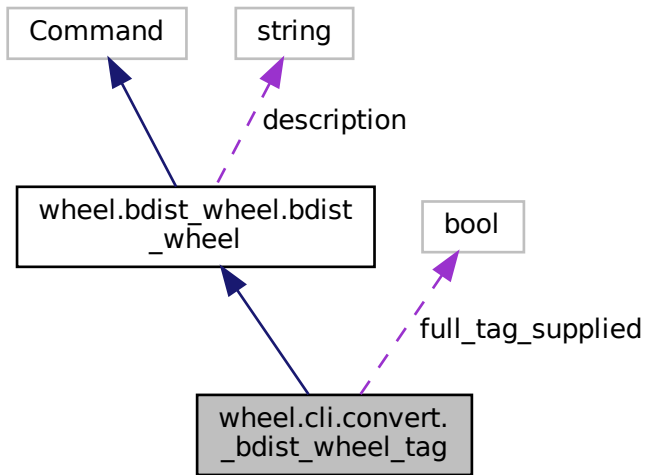 Command
string
description
wheel.bdist_wheel.bdist
_wheel
bool
full_tag_supplied
wheel.cli.convert.
_bdist_wheel_tag